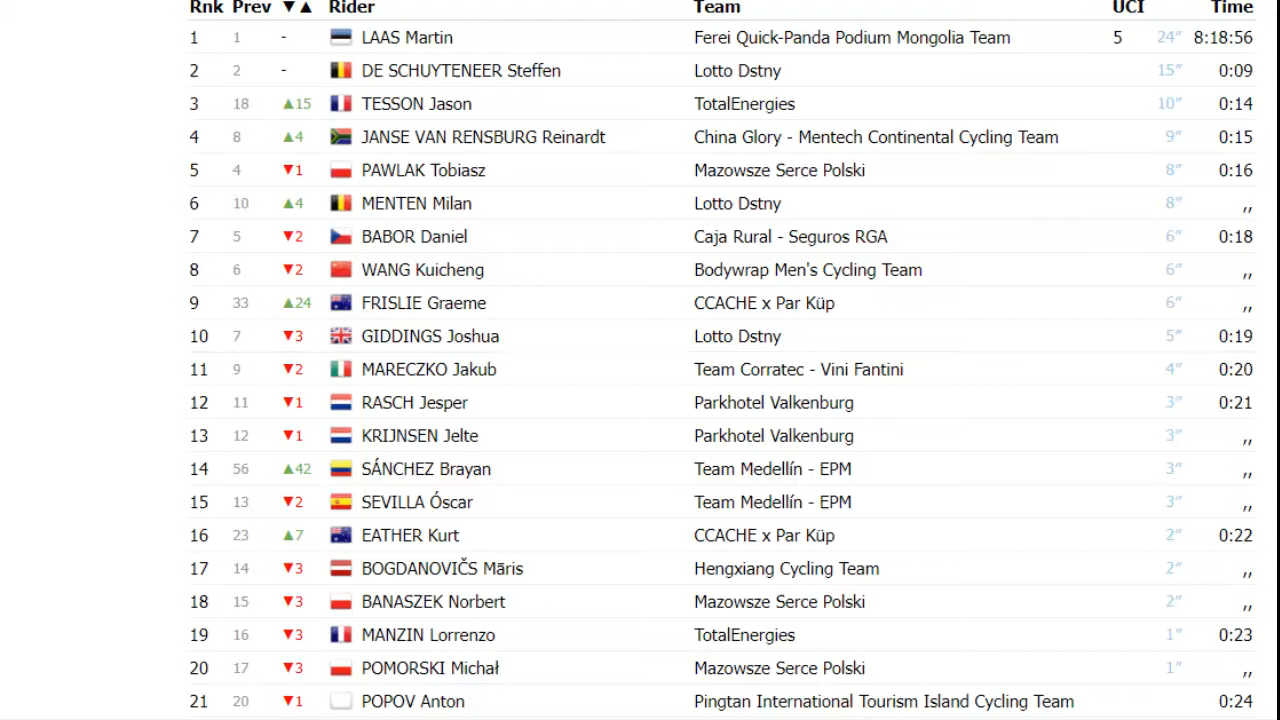 Rnk Prev ▼▲ Rider Team UCI Time
1 1 - LAAS Martin Ferei Quick-Panda Podium Mongolia Team 5 24″ 8:18:56
2 2 - DE SCHUYTENEER Steffen Lotto Dstny 15″ 0:09
3 18 ▲15 TESSON Jason TotalEnergies 10″ 0:14
4 8 ▲4 JANSE VAN RENSBURG Reinardt China Glory - Mentech Continental Cycling Team 9″ 0:15
5 4 ▼1 PAWLAK Tobiasz Mazowsze Serce Polski 8″ 0:16
6 10 ▲4 MENTEN Milan Lotto Dstny 8″ ,,
7 5 ▼2 BABOR Daniel Caja Rural - Seguros RGA 6″ 0:18
8 6 ▼2 WANG Kuicheng Bodywrap Men's Cycling Team 6″ ,,
9 33 ▲24 FRISLIE Graeme CCACHE x Par Küp 6″ ,,
10 7 ▼3 GIDDINGS Joshua Lotto Dstny 5″ 0:19
11 9 ▼2 MARECZKO Jakub Team Corratec - Vini Fantini 4″ 0:20
12 11 ▼1 RASCH Jesper Parkhotel Valkenburg 3″ 0:21
13 12 ▼1 KRIJNSEN Jelte Parkhotel Valkenburg 3″ ,,
14 56 ▲42 SÁNCHEZ Brayan Team Medellín - EPM 3″ ,,
15 13 ▼2 SEVILLA Óscar Team Medellín - EPM 3″ ,,
16 23 ▲7 EATHER Kurt CCACHE x Par Küp 2″ 0:22
17 14 ▼3 BOGDANOVIČS Māris Hengxiang Cycling Team 2″ ,,
18 15 ▼3 BANASZEK Norbert Mazowsze Serce Polski 2″ ,,
19 16 ▼3 MANZIN Lorrenzo TotalEnergies 1″ 0:23
20 17 ▼3 POMORSKI Michał Mazowsze Serce Polski 1″ ,,
21 20 ▼1 POPOV Anton Pingtan International Tourism Island Cycling Team 0:24